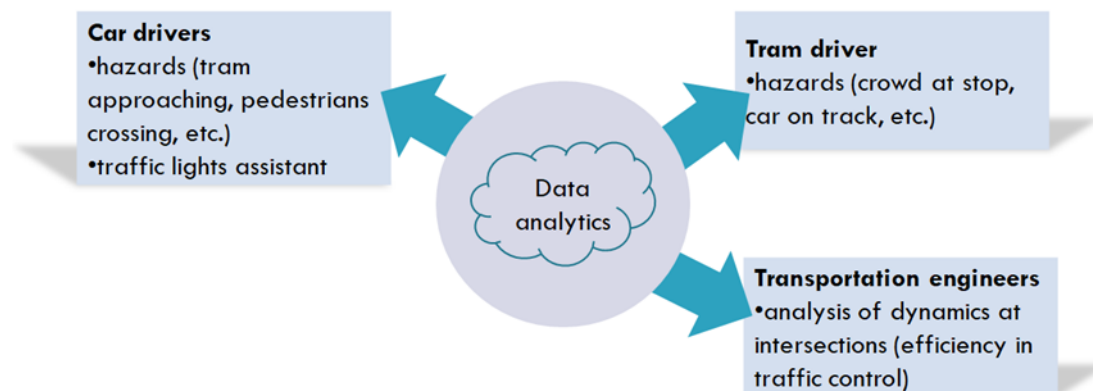 Car drivers
•hazards (tram
approaching, pedestrians
crossing, etc.)
•traffic lights assistant
Tram driver
•hazards (crowd at stop,
car on track, etc.)
Data
analytics
Transportation engineers
•analysis of dynamics at
intersections (efficiency in
traffic control)